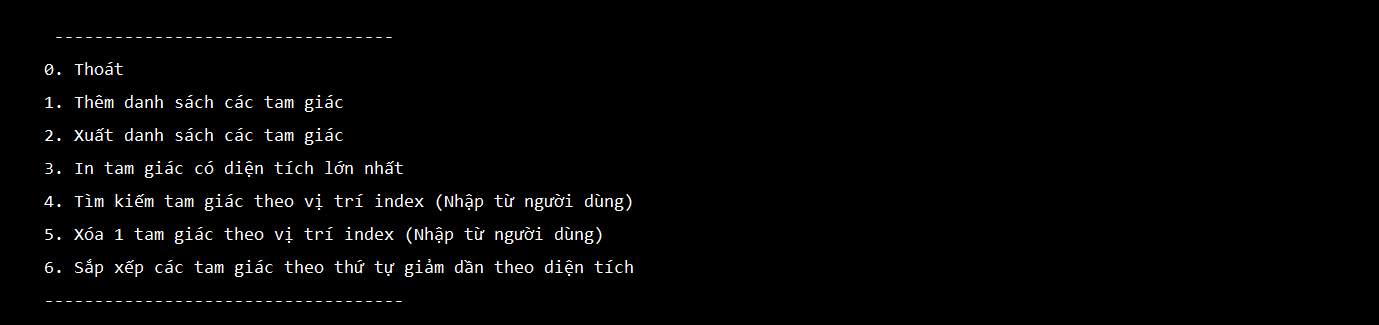 ----------------------------------
0. Thoát
1. Thêm danh sách các tam giác
2. Xuất danh sách các tam giác
3. In tam giác có diện tích lớn nhất
4. Tìm kiếm tam giác theo vị trí index (Nhập từ người dùng)
5. Xóa 1 tam giác theo vị trí index (Nhập từ người dùng)
6. Sắp xếp các tam giác theo thứ tự giảm dần theo diện tích
------------------------------------